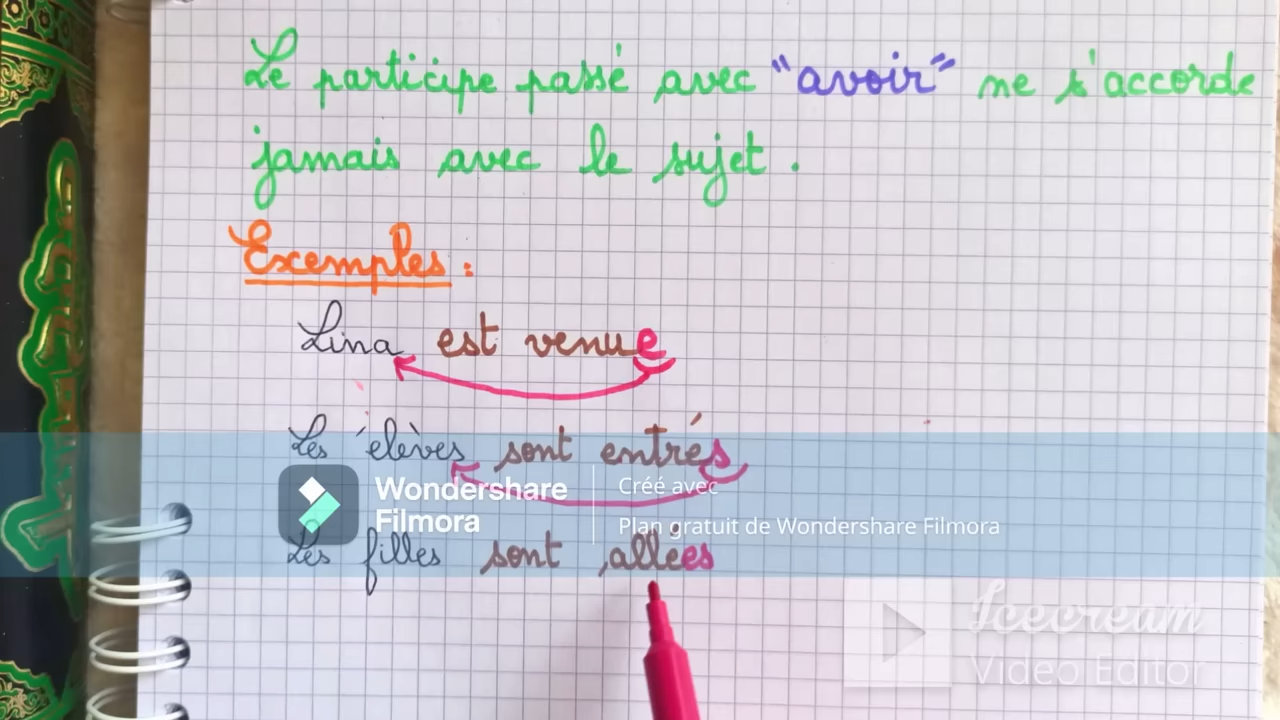 Le participe passé avec "avoir" ne s'accorde
jamais avec le sujet.
Exemples :
Lina est venue
Les élèves sont entrés
Wondershare
Filmora
Créé avec
Plan gratuit de Wondershare Filmora
Les filles sont allées
Icecream
Video Editor